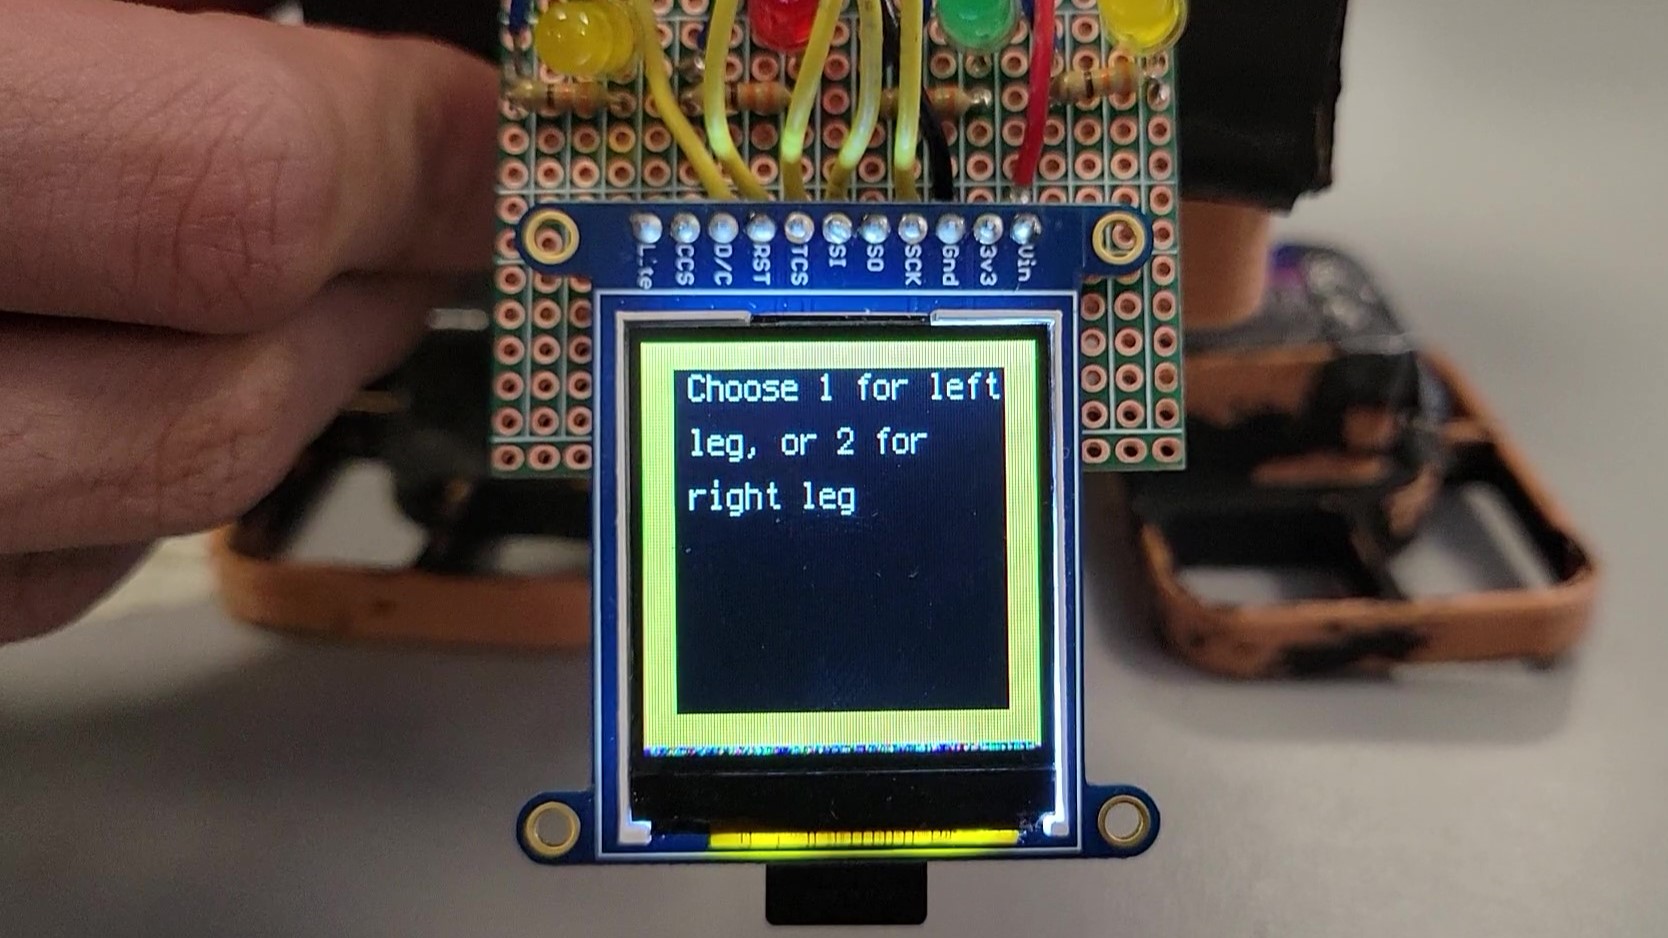 Lite CCS D/C RST TCS SI SO SCK Gnd 3v3 Vin
Choose 1 for left
leg, or 2 for
right leg